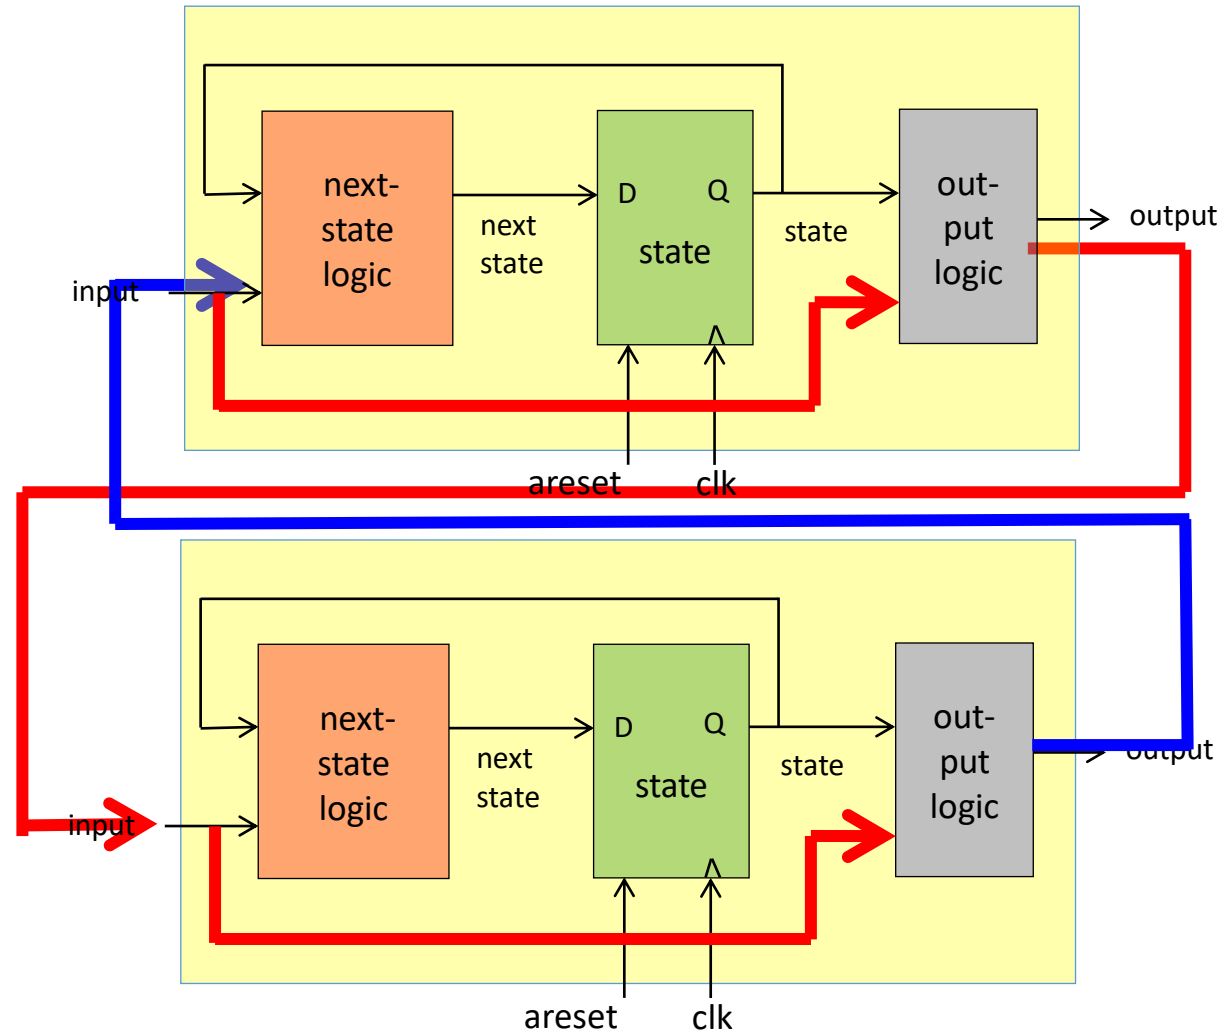 next-
state
logic
D
Q
state
next
state
state
out-
put
logic
output
input
areset
clk
next-
state
logic
D
Q
state
next
state
state
out-
put
logic
output
input
areset
clk